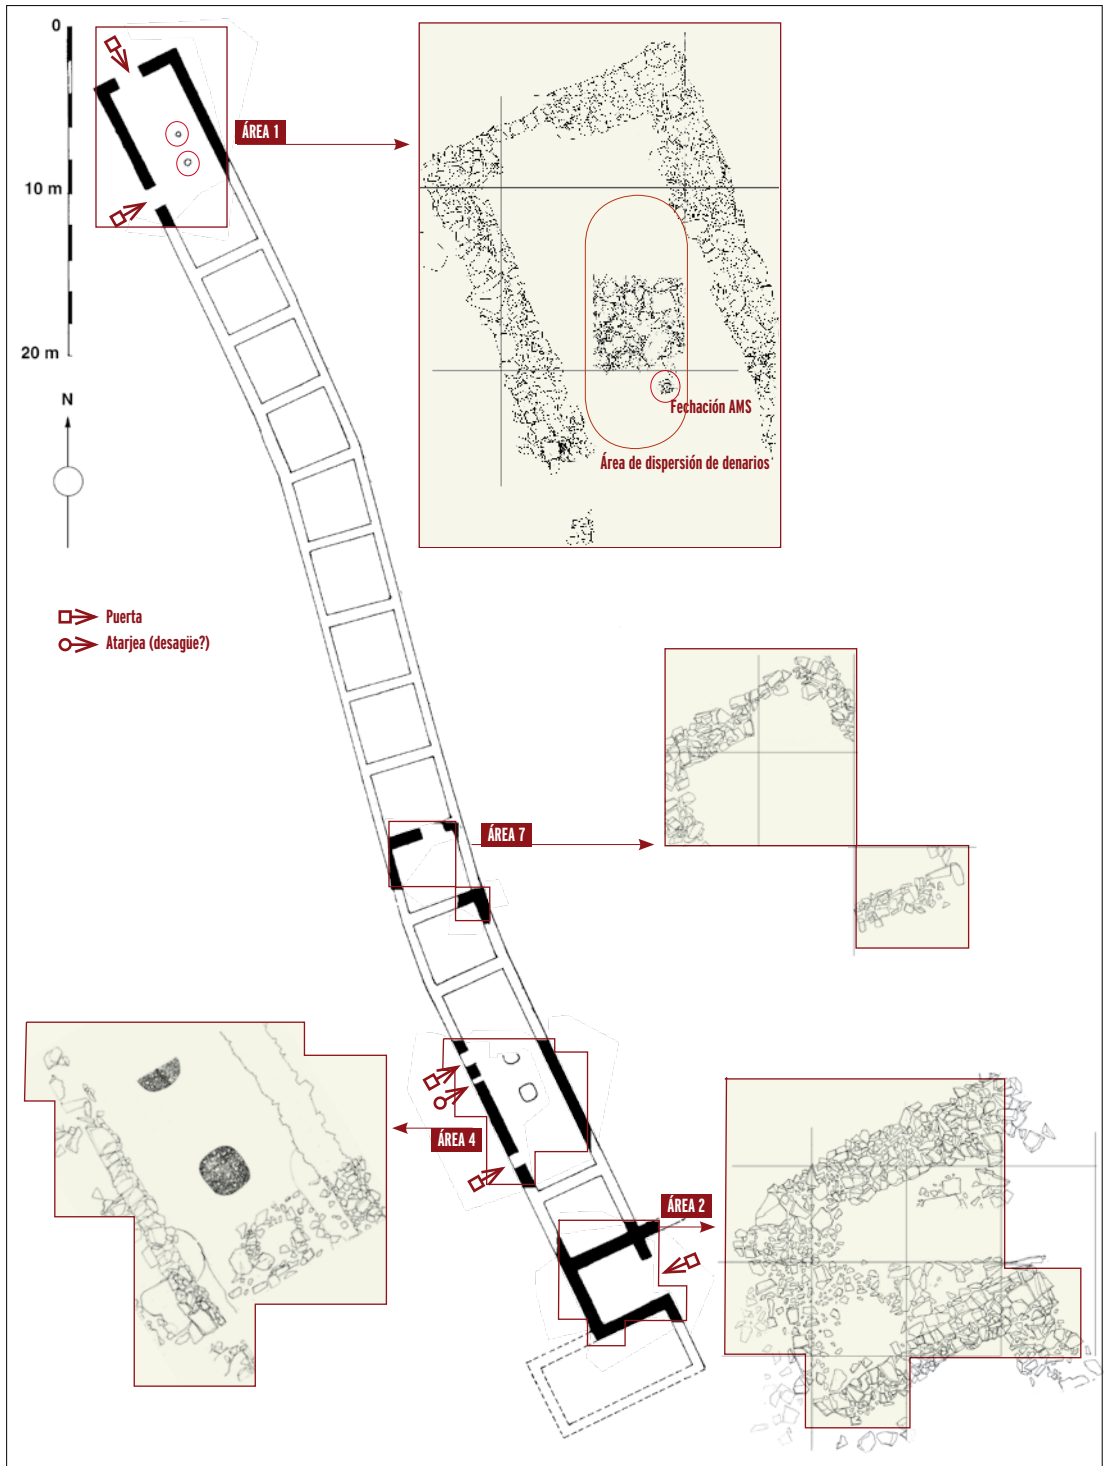 0
10 m
20 m
N
ÁREA 1
Fechación AMS
Área de dispersión de denarios
Puerta
Atarjea (desagüe?)
ÁREA 7
ÁREA 4
ÁREA 2